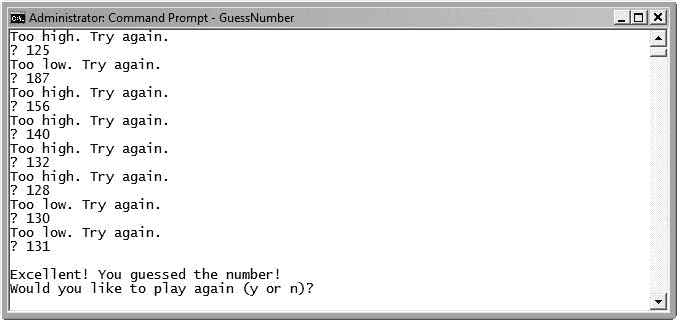 Administrator: Command Prompt - GuessNumber
Too high. Try again.
? 125
Too low. Try again.
? 187
Too high. Try again.
? 156
Too high. Try again.
? 140
Too high. Try again.
? 132
Too high. Try again.
? 128
Too low. Try again.
? 130
Too low. Try again.
? 131
Excellent! You guessed the number!
Would you like to play again (y or n)?